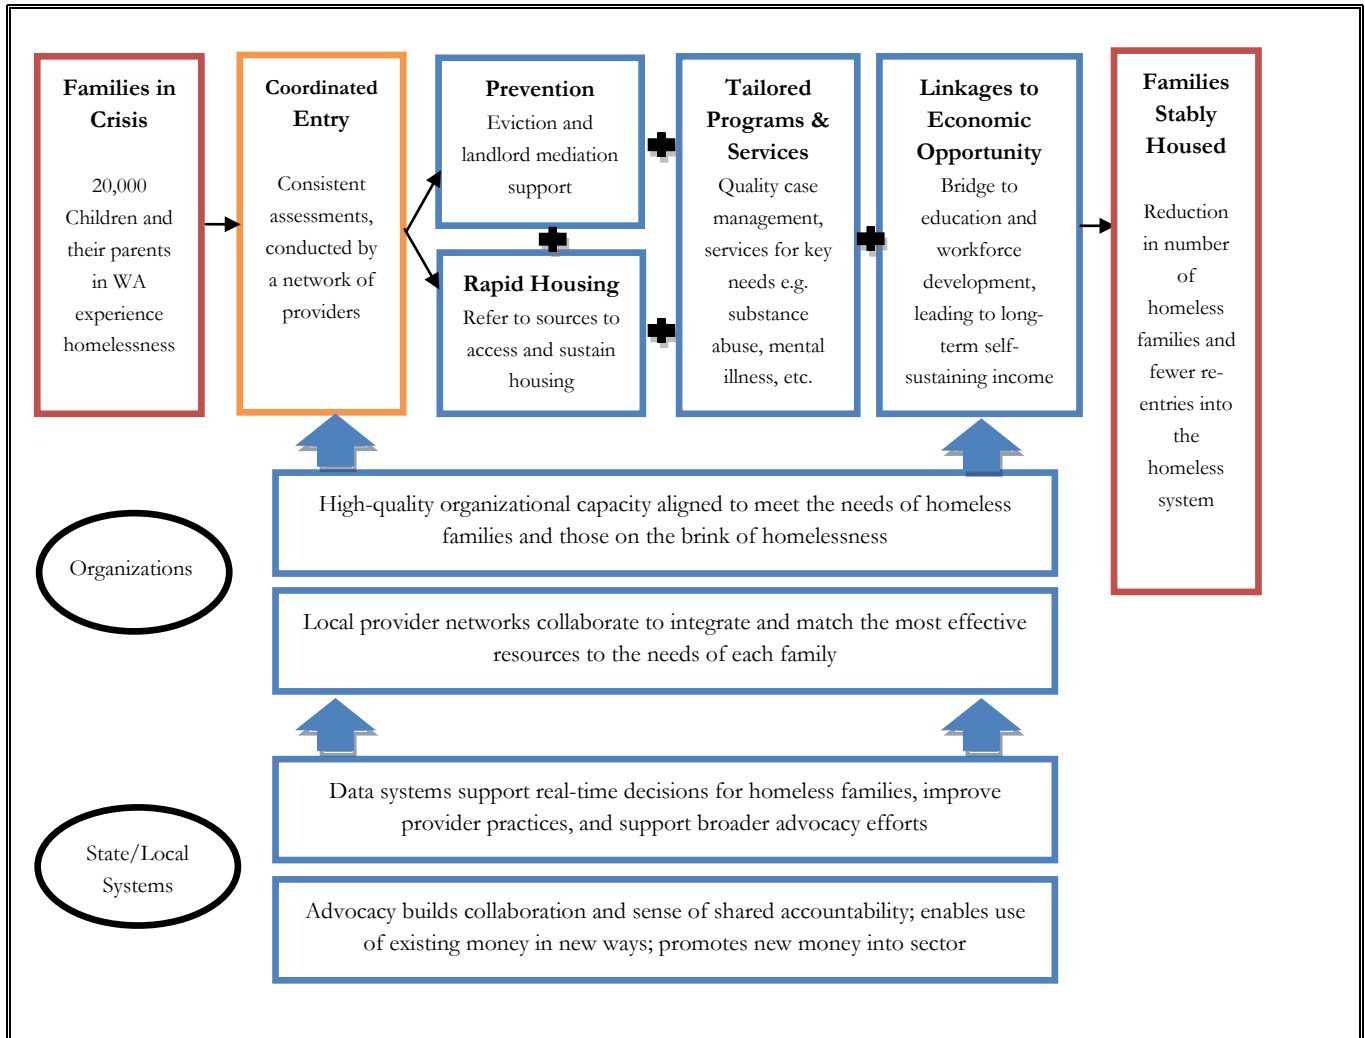 Families in
Crisis
20,000
Children and
their parents
in WA
experience
homelessness
Coordinated
Entry
Consistent
assessments,
conducted by
a network of
providers
Prevention
Eviction and
landlord mediation
support
Rapid Housing
Refer to sources to
access and sustain
housing
Tailored
Programs &
Services
Quality case
management,
services for key
needs e.g.
substance
abuse, mental
illness, etc.
Linkages to
Economic
Opportunity
Bridge to
education and
workforce
development,
leading to long-
term self-
sustaining income
Families
Stably
Housed
Reduction
in number
of
homeless
families and
fewer re-
entries into
the
homeless
system
Organizations
High-quality organizational capacity aligned to meet the needs of homeless
families and those on the brink of homelessness
Local provider networks collaborate to integrate and match the most effective
resources to the needs of each family
State/Local
Systems
Data systems support real-time decisions for homeless families, improve
provider practices, and support broader advocacy efforts
Advocacy builds collaboration and sense of shared accountability; enables use
of existing money in new ways; promotes new money into sector